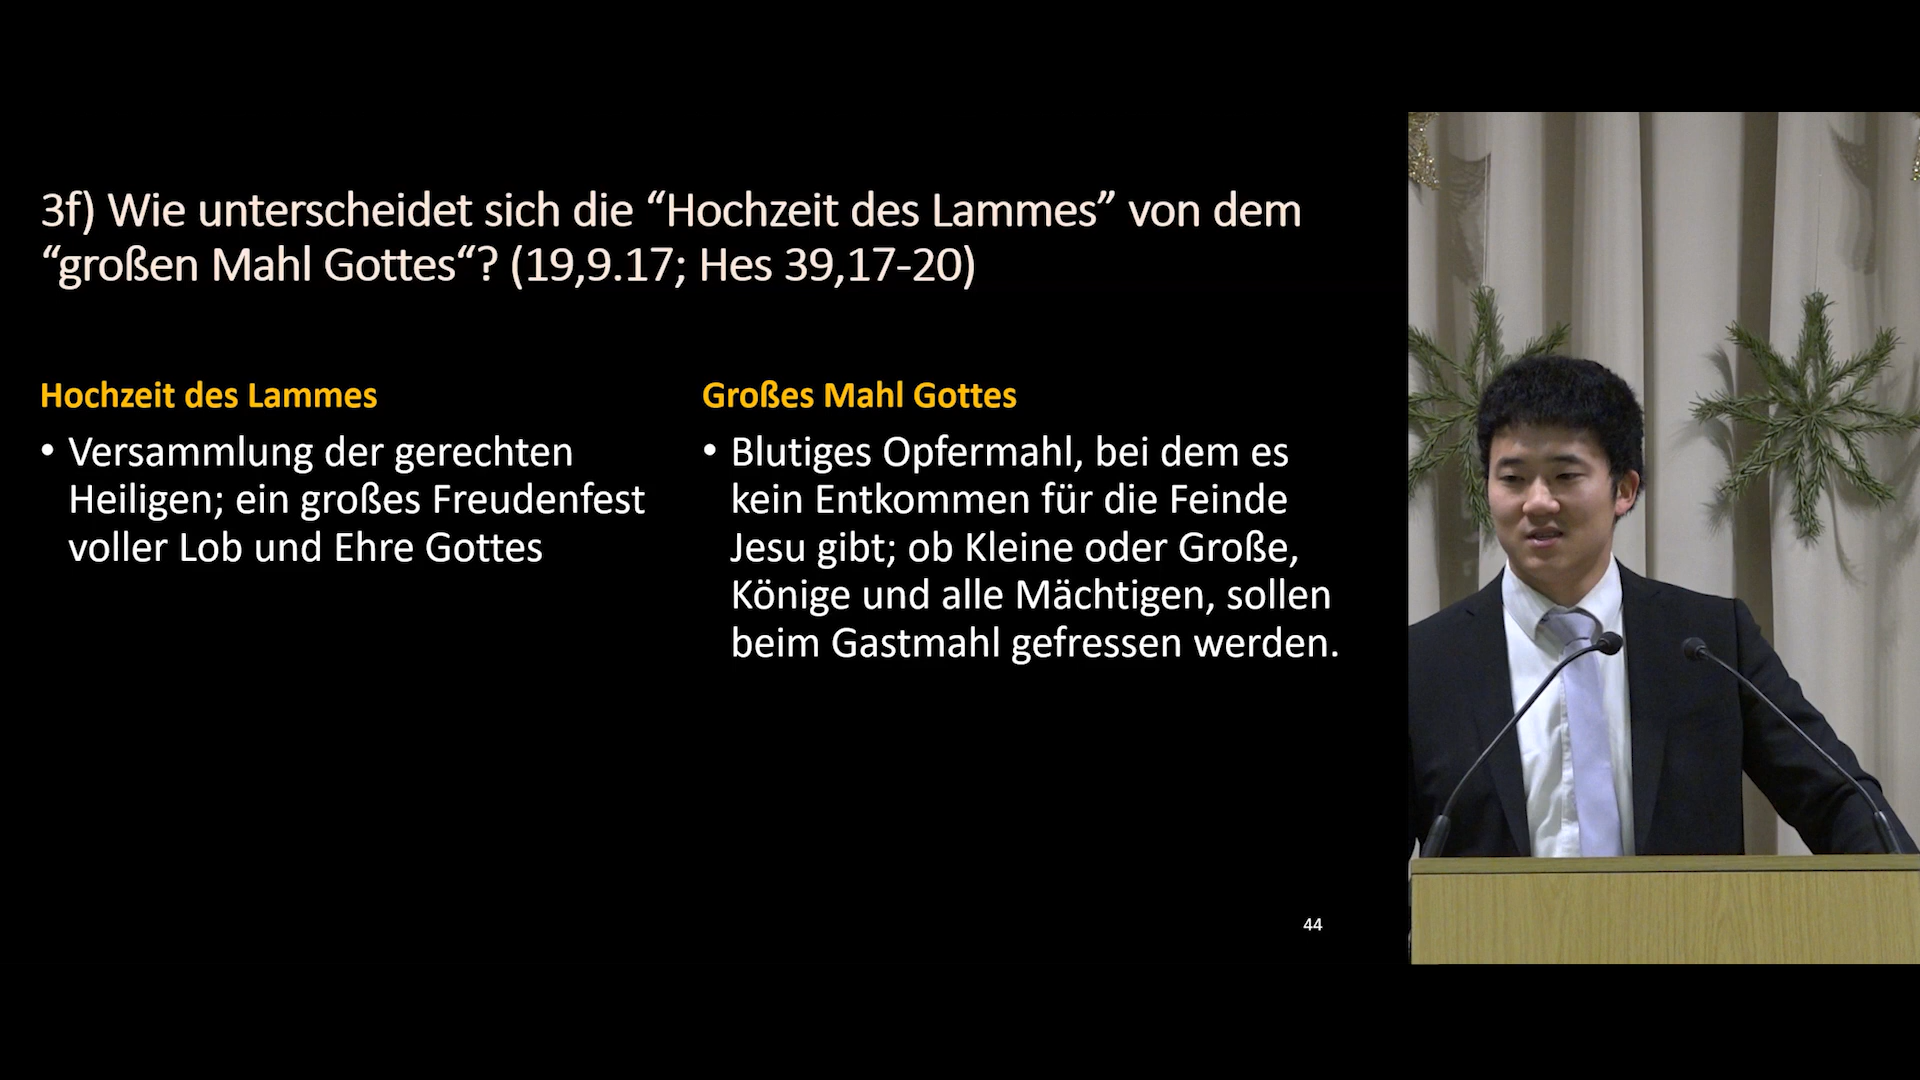 3f) Wie unterscheidet sich die “Hochzeit des Lammes” von dem
“großen Mahl Gottes“? (19,9.17; Hes 39,17-20)
Hochzeit des Lammes
• Versammlung der gerechten
Heiligen; ein großes Freudenfest
voller Lob und Ehre Gottes
Großes Mahl Gottes
• Blutiges Opfermahl, bei dem es
kein Entkommen für die Feinde
Jesu gibt; ob Kleine oder Große,
Könige und alle Mächtigen, sollen
beim Gastmahl gefressen werden.
44